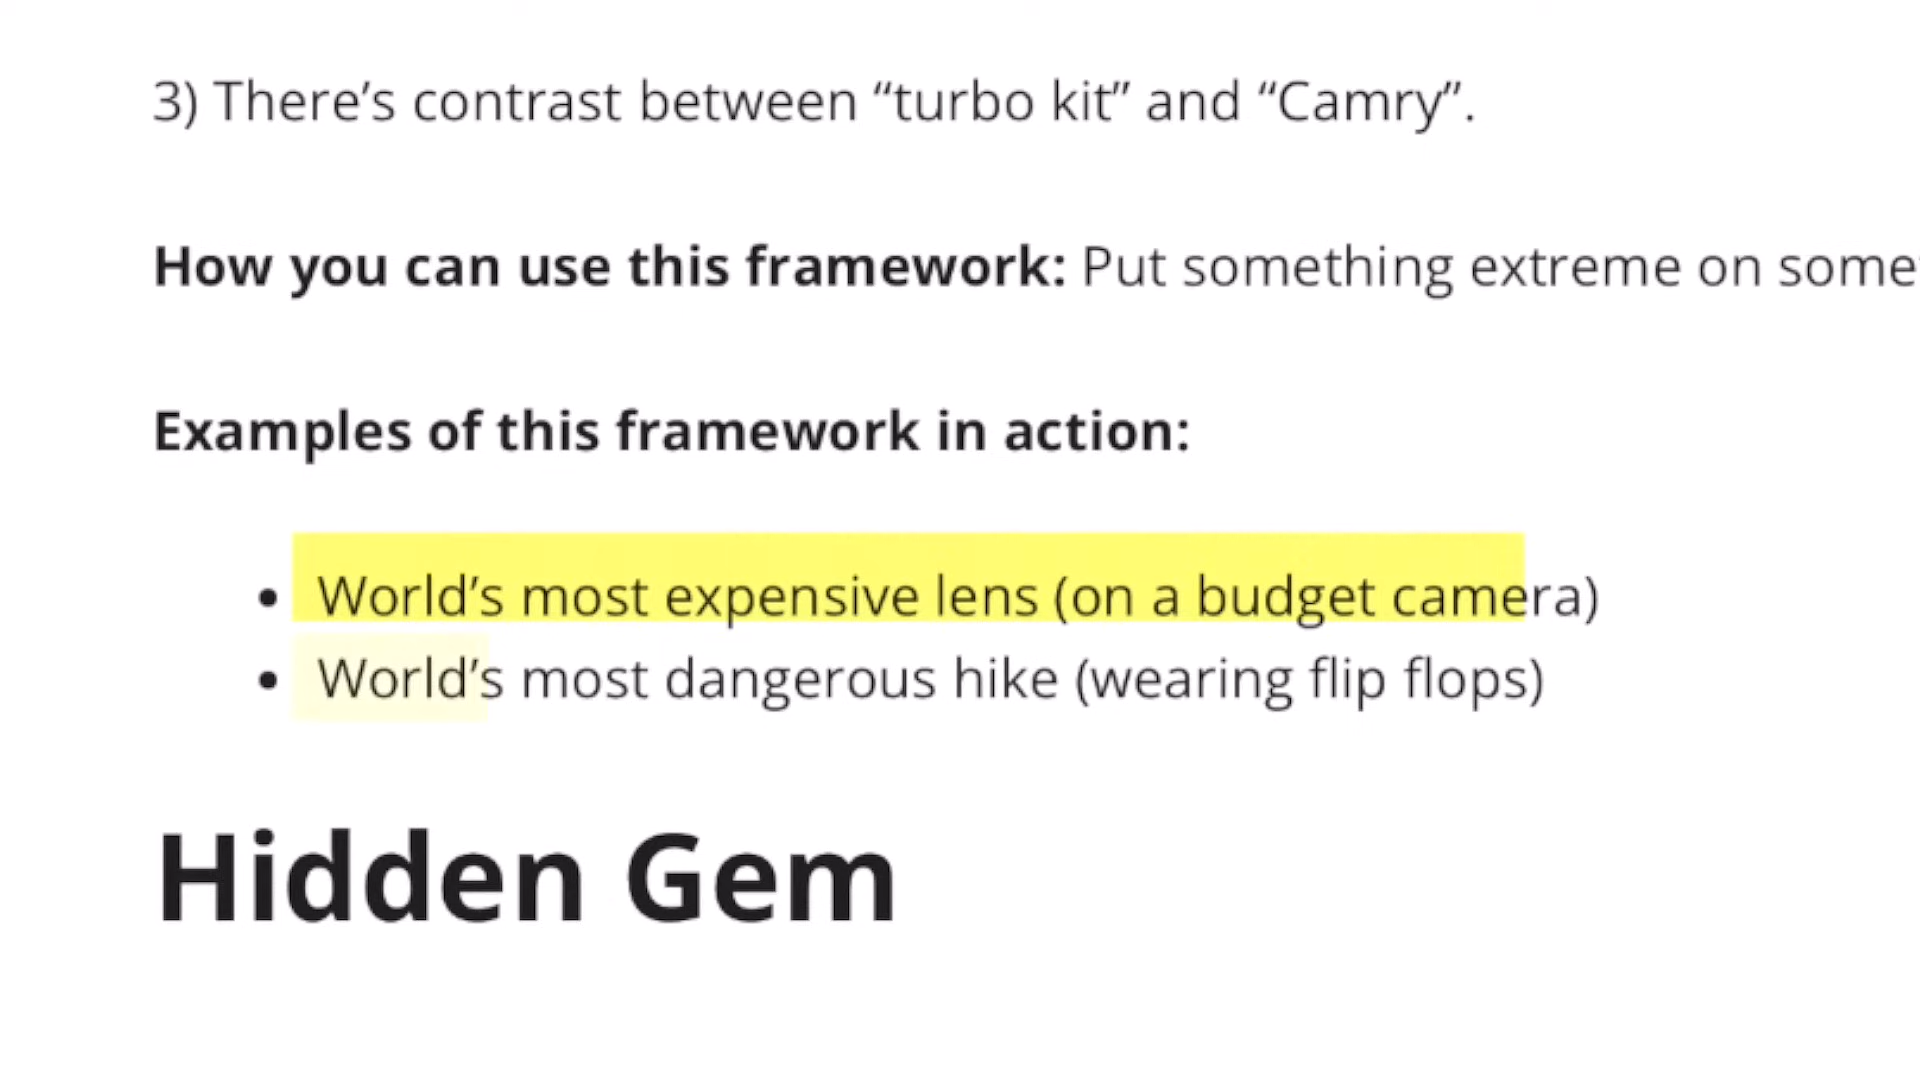 3) There’s contrast between “turbo kit” and “Camry”.
How you can use this framework: Put something extreme on some
Examples of this framework in action:
• World’s most expensive lens (on a budget camera)
• World’s most dangerous hike (wearing flip flops)
Hidden Gem